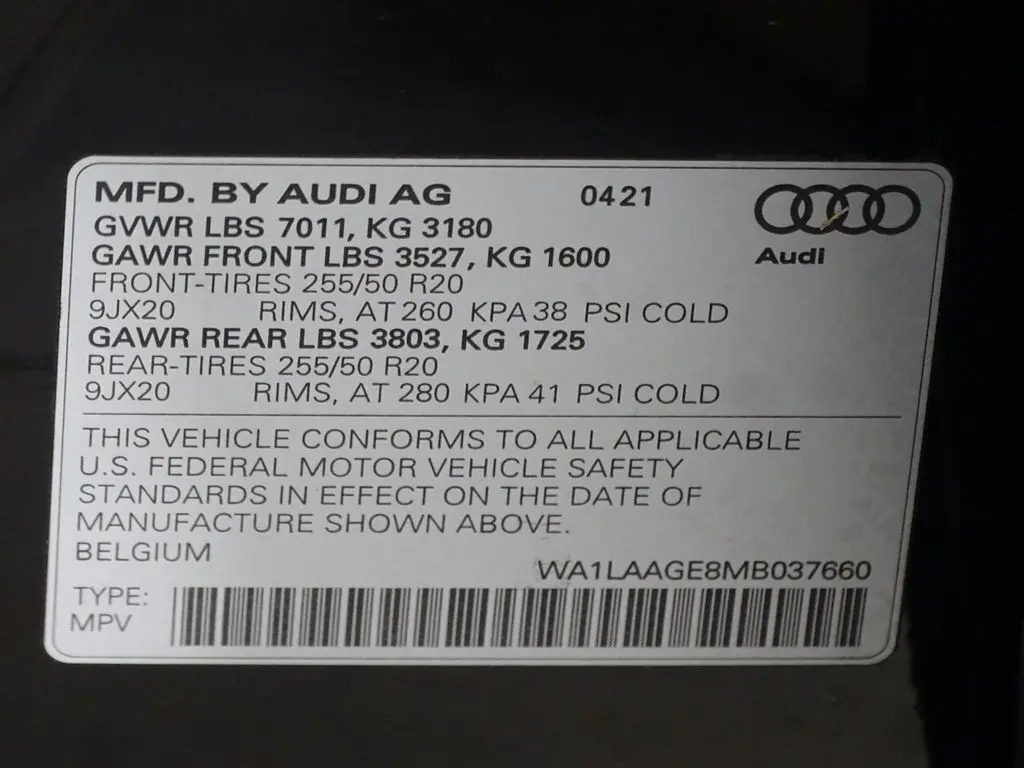 MFD. BY AUDI AG 0421
GVWR LBS 7011, KG 3180
Audi
GAWR FRONT LBS 3527, KG 1600
FRONT-TIRES 255/50 R20
9JX20 RIMS, AT 260 KPA 38 PSI COLD
GAWR REAR LBS 3803, KG 1725
REAR-TIRES 255/50 R20
9JX20 RIMS, AT 280 KPA 41 PSI COLD
THIS VEHICLE CONFORMS TO ALL APPLICABLE
U.S. FEDERAL MOTOR VEHICLE SAFETY
STANDARDS IN EFFECT ON THE DATE OF
MANUFACTURE SHOWN ABOVE.
BELGIUM
WA1LAAGE8MB037660
TYPE:
MPV